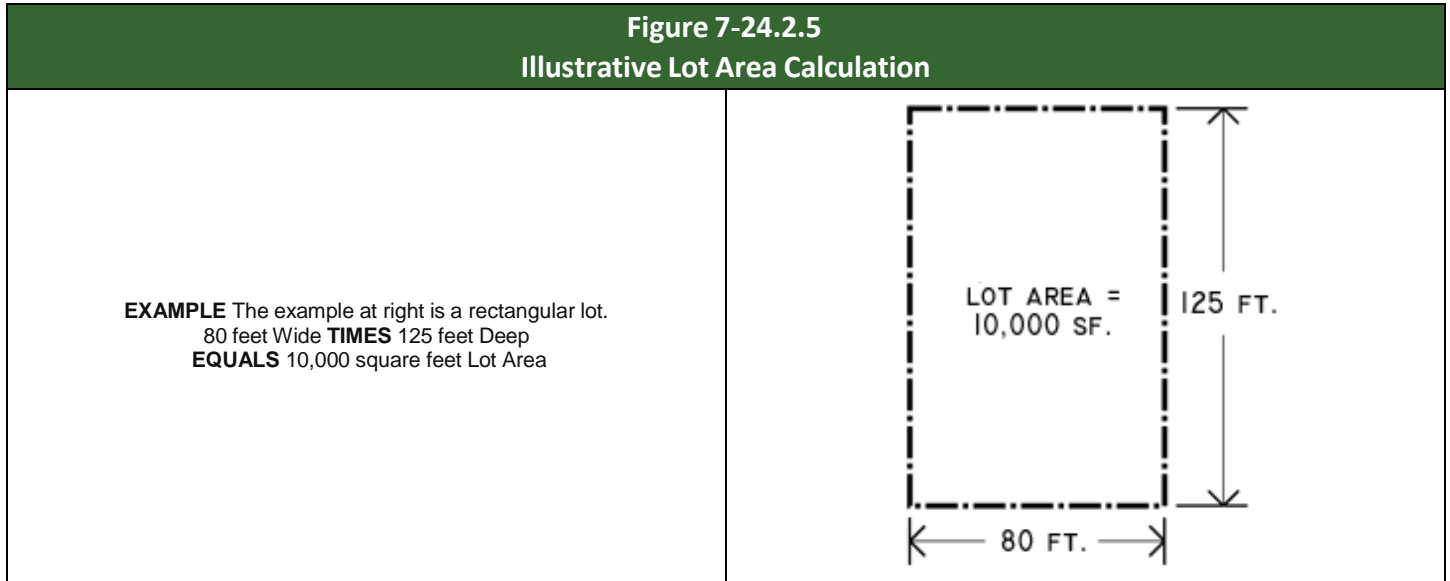 Figure 7-24.2.5
Illustrative Lot Area Calculation
EXAMPLE The example at right is a rectangular lot.
80 feet Wide TIMES 125 feet Deep
EQUALS 10,000 square feet Lot Area
LOT AREA =
10,000 SF.
125 FT.
80 FT.